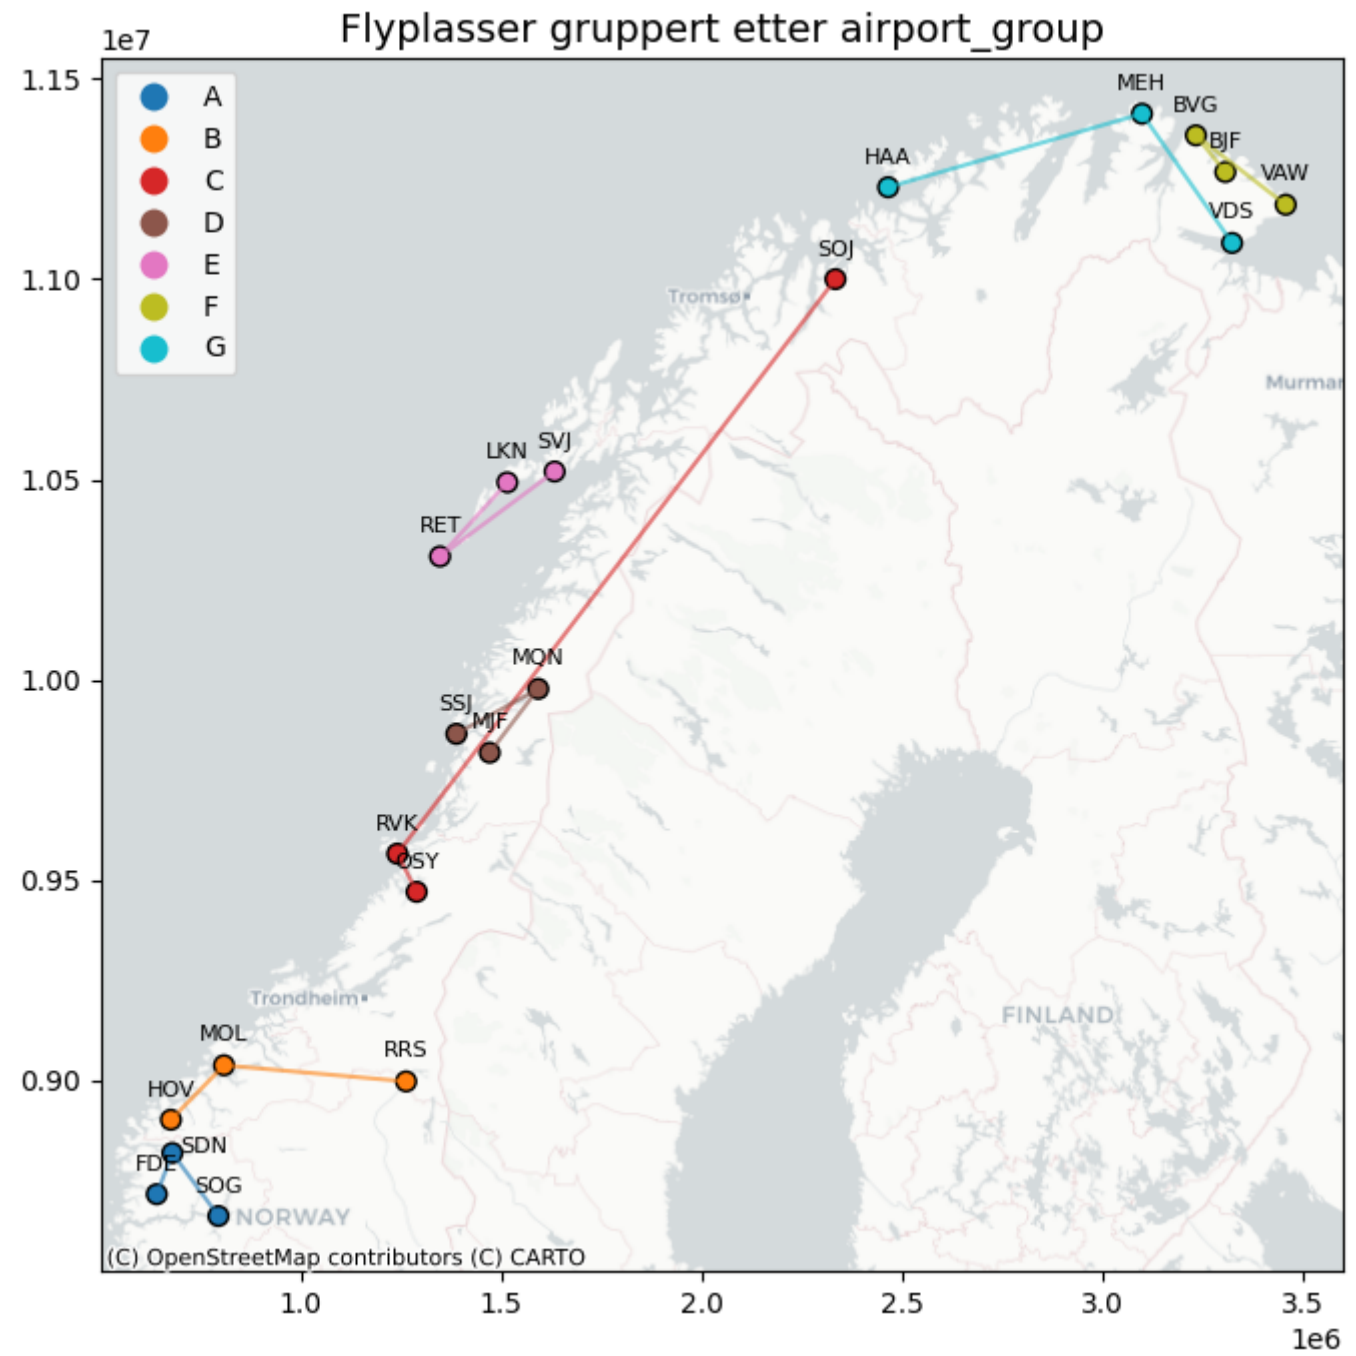 Flyplasser gruppert etter airport_group
1e7
1.15
1.10
1.05
1.00
0.95
0.90
A
B
C
D
E
F
G
MEH
BVG
BJF
HAA
VAW
VDS
SOJ
Tromsø
Murmar
LKN
SVJ
RET
MQN
SSJ
MJF
RVK
OSY
Trondheim
FINLAND
MOL
RRS
HOV
SDN
FDE
SOG
NORWAY
(C) OpenStreetMap contributors (C) CARTO
1.0 1.5 2.0 2.5 3.0 3.5
1e6